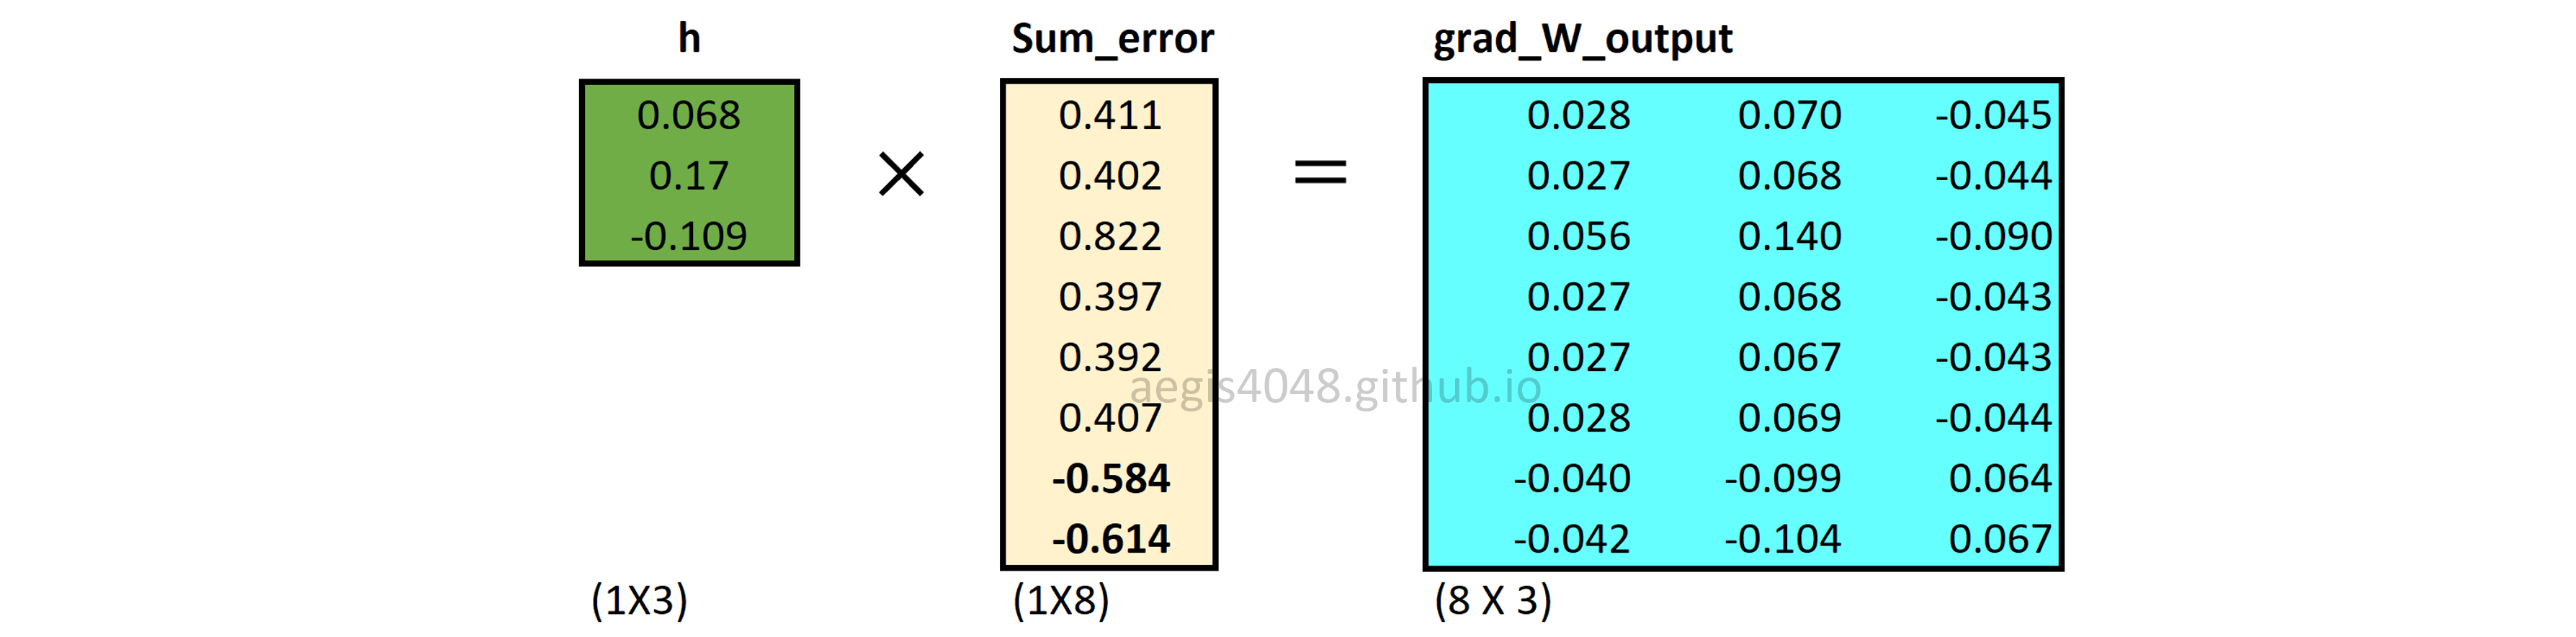 h Sum_error grad_W_output
0.068 0.411 0.028 0.070 -0.045
0.17 × 0.402 = 0.027 0.068 -0.044
-0.109 0.822 0.056 0.140 -0.090
0.397 0.027 0.068 -0.043
0.392 0.027 0.067 -0.043
aegis4048.github.io
0.407 0.028 0.069 -0.044
-0.584 -0.040 -0.099 0.064
-0.614 -0.042 -0.104 0.067
(1X3) (1X8) (8 X 3)